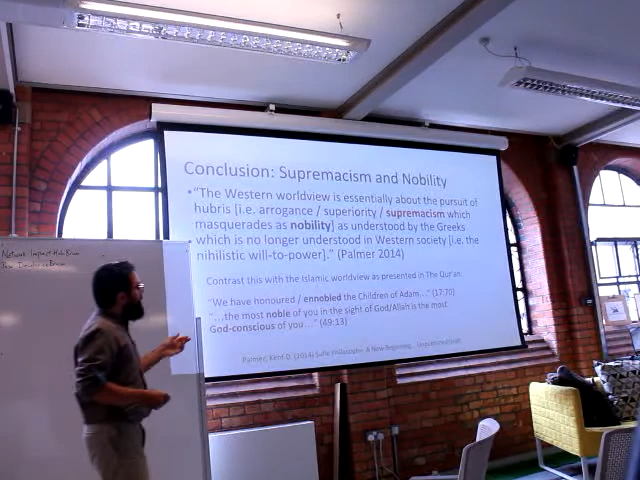 Conclusion: Supremacism and Nobility
•“The Western worldview is essentially about the pursuit of
hubris [i.e. arrogance / superiority / supremacism which
masquerades as nobility] as understood by the Greeks
which is no longer understood in Western society [i.e. the
nihilistic will-to-power].” (Palmer 2014)
Contrast this with the Islamic worldview as presented in The Qur'an:
“We have honoured / ennobled the Children of Adam…” (17:70)
“…the most noble of you in the sight of God/Allah is the most
God-conscious of you…” (49:13)
Palmer, Kent D. (2014) Sufic Philosophy: A New Beginning.
Network Impact Hub Brum